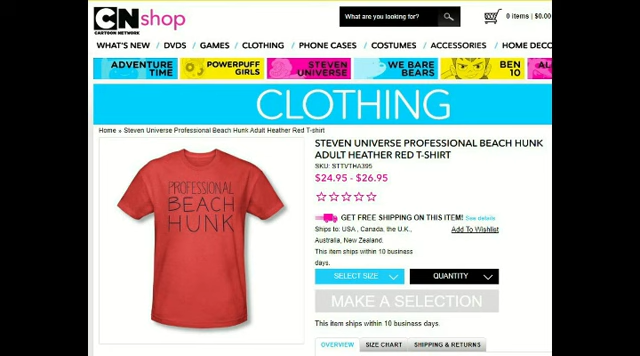 CN shop
CARTOON NETWORK
What are you looking for?
0 items | $0.00
WHAT'S NEW / DVDS / GAMES / CLOTHING / PHONE CASES / COSTUMES / ACCESSORIES / HOME DECO
ADVENTURE TIME
POWERPUFF GIRLS
STEVEN UNIVERSE
WE BARE BEARS
BEN 10
AL
CLOTHING
Home » Steven Universe Professional Beach Hunk Adult Heather Red T-shirt
PROFESSIONAL
BEACH
HUNK
STEVEN UNIVERSE PROFESSIONAL BEACH HUNK
ADULT HEATHER RED T-SHIRT
SKU: STTVTHA395
$24.95 - $26.95
GET FREE SHIPPING ON THIS ITEM! See details
Ships to: USA , Canada, the U.K.,
Australia, New Zealand.
Add To Wishlist
This item ships within 10 business
days.
SELECT SIZE
QUANTITY
MAKE A SELECTION
This item ships within 10 business days.
OVERVIEW
SIZE CHART
SHIPPING & RETURNS